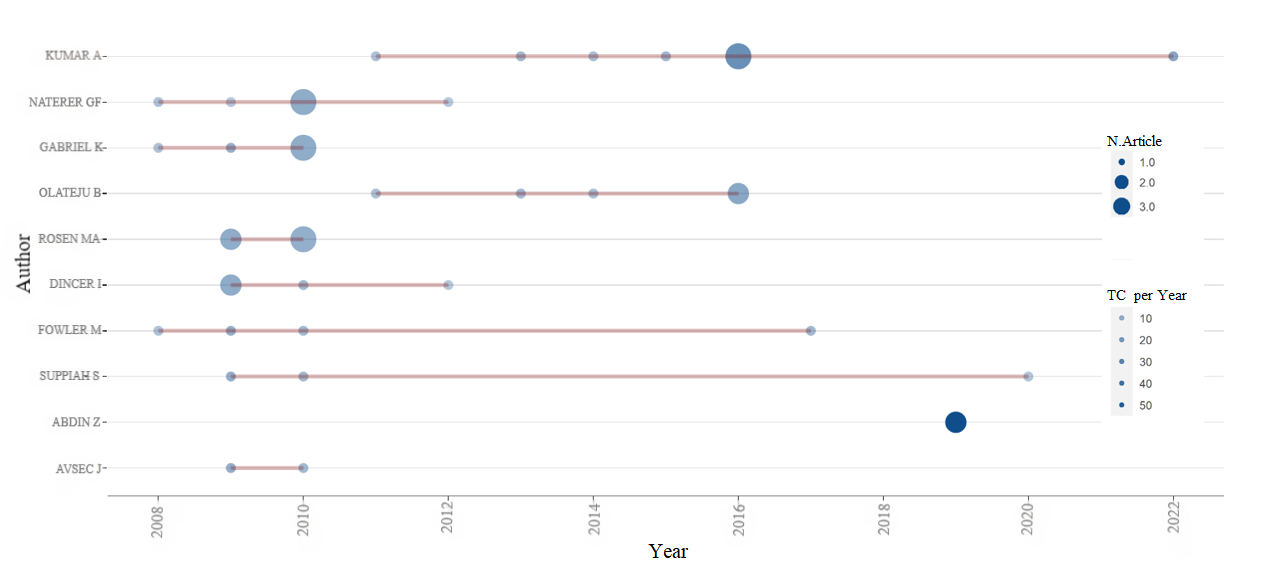 KUMAR A
NATERER GF
GABRIEL K
OLATEJU B
ROSEN MA
DINCER I
FOWLER M
SUPPIAH S
ABDIN Z
AVSEC J
Author
2008
2010
2012
2014
2016
2018
2020
2022
Year
N.Article
1.0
2.0
3.0
TC per Year
10
20
30
40
50